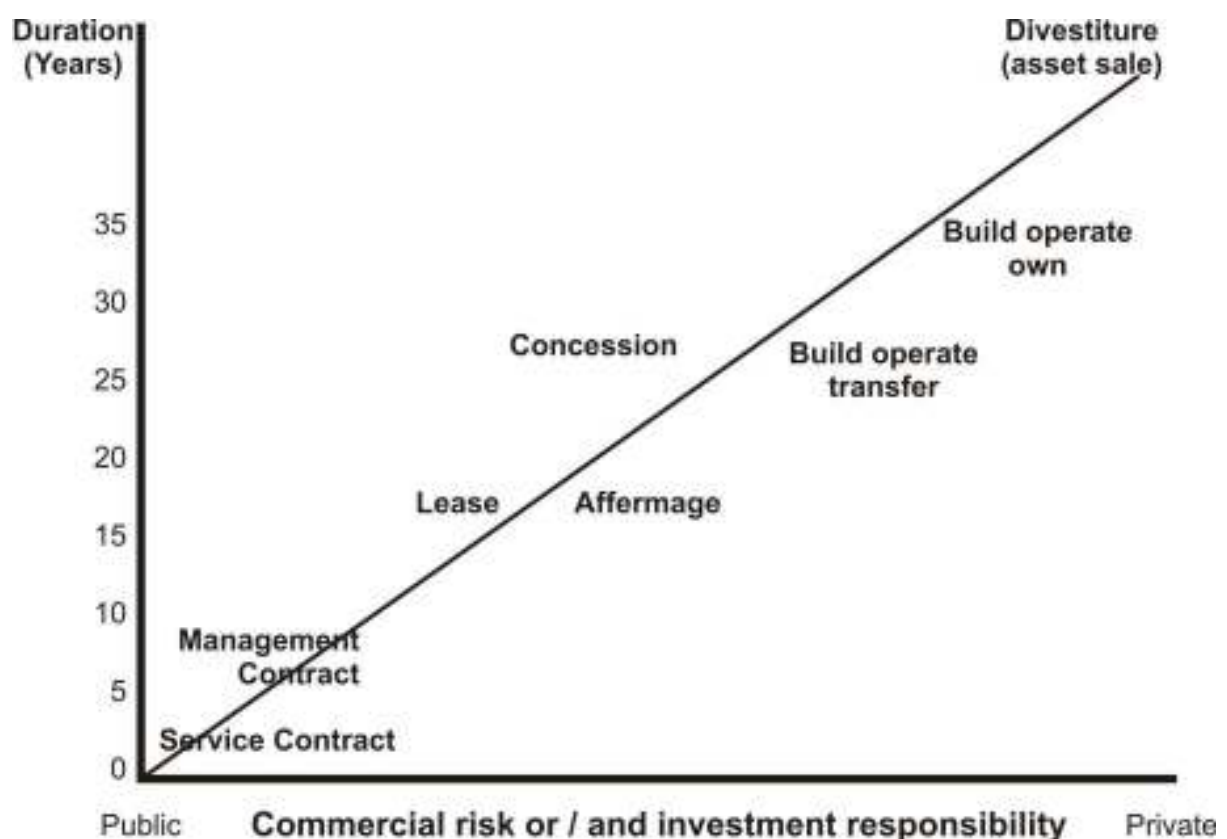 Duration
(Years)
Divestiture
(asset sale)
35
Build operate
own
30
Concession
Build operate
transfer
25
20
Lease
Affermage
15
10
Management
Contract
5
Service Contract
0
Public
Commercial risk or / and investment responsibility
Private